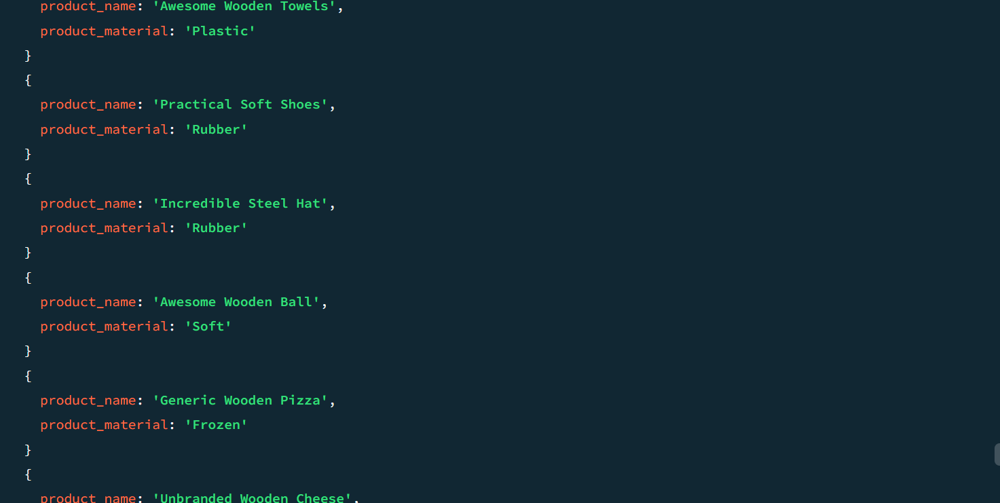 product_name: 'Awesome Wooden Towels',
product_material: 'Plastic'
}
{
product_name: 'Practical Soft Shoes',
product_material: 'Rubber'
}
{
product_name: 'Incredible Steel Hat',
product_material: 'Rubber'
}
{
product_name: 'Awesome Wooden Ball',
product_material: 'Soft'
}
{
product_name: 'Generic Wooden Pizza',
product_material: 'Frozen'
}
{
product_name: 'Unbranded Wooden Cheese',